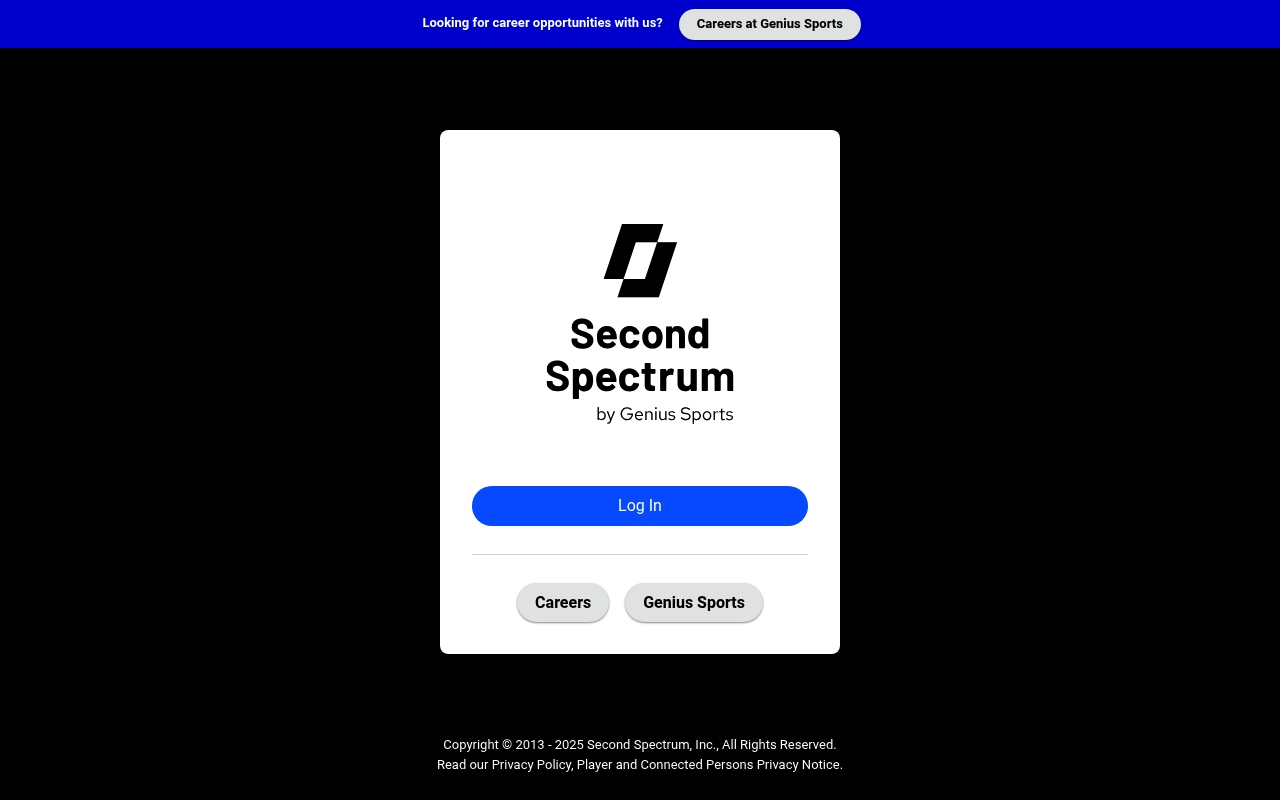 Looking for career opportunities with us? Careers at Genius Sports
Second
Spectrum
by Genius Sports
Log In
Careers Genius Sports
Copyright © 2013 - 2025 Second Spectrum, Inc., All Rights Reserved.
Read our Privacy Policy, Player and Connected Persons Privacy Notice.